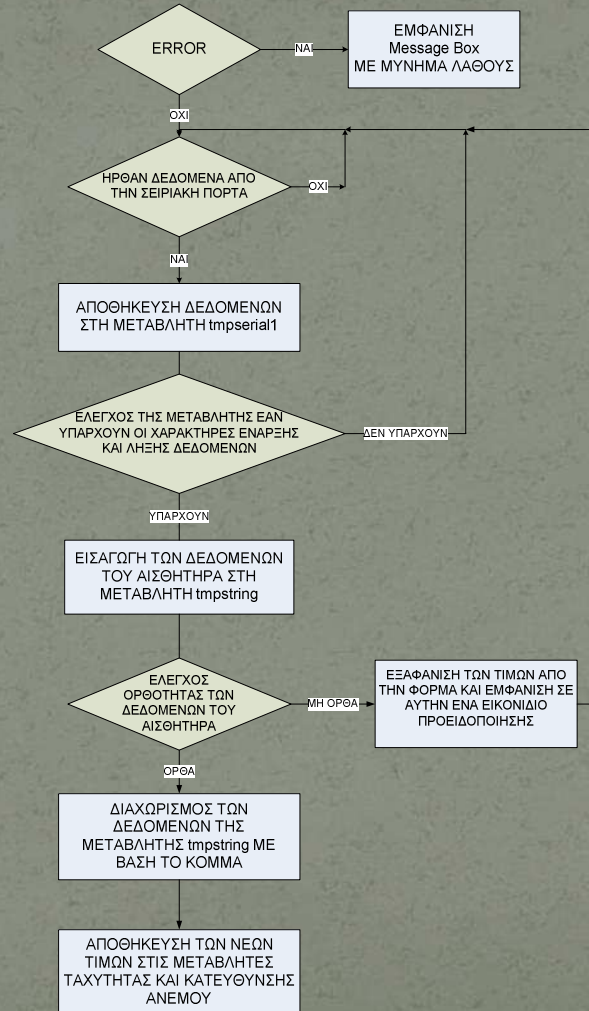 ERROR
ΝΑΙ
ΕΜΦΑΝΙΣΗ
Message Box
ΜΕ ΜΥΝΗΜΑ ΛΑΘΟΥΣ
ΟΧΙ
ΗΡΘΑΝ ΔΕΔΟΜΕΝΑ ΑΠΟ
ΤΗΝ ΣΕΙΡΙΑΚΗ ΠΟΡΤΑ
ΟΧΙ
ΝΑΙ
ΑΠΟΘΗΚΕΥΣΗ ΔΕΔΟΜΕΝΩΝ
ΣΤΗ ΜΕΤΑΒΛΗΤΗ tmpserial1
ΕΛΕΓΧΟΣ ΤΗΣ ΜΕΤΑΒΛΗΤΗΣ ΕΑΝ
ΥΠΑΡΧΟΥΝ ΟΙ ΧΑΡΑΚΤΗΡΕΣ ΕΝΑΡΞΗΣ
ΚΑΙ ΛΗΞΗΣ ΔΕΔΟΜΕΝΩΝ
ΔΕΝ ΥΠΑΡΧΟΥΝ
ΥΠΑΡΧΟΥΝ
ΕΙΣΑΓΩΓΗ ΤΩΝ ΔΕΔΟΜΕΝΩΝ
ΤΟΥ ΑΙΣΘΗΤΗΡΑ ΣΤΗ
ΜΕΤΑΒΛΗΤΗ tmpstring
ΕΛΕΓΧΟΣ
ΟΡΘΟΤΗΤΑΣ ΤΩΝ
ΔΕΔΟΜΕΝΩΝ ΤΟΥ
ΑΙΣΘΗΤΗΡΑ
ΜΗ ΟΡΘΑ
ΕΞΑΦΑΝΙΣΗ ΤΩΝ ΤΙΜΩΝ ΑΠΟ
ΤΗΝ ΦΟΡΜΑ ΚΑΙ ΕΜΦΑΝΙΣΗ ΣΕ
ΑΥΤΗΝ ΕΝΑ ΕΙΚΟΝΙΔΙΟ
ΠΡΟΕΙΔΟΠΟΙΗΣΗΣ
ΟΡΘΑ
ΔΙΑΧΩΡΙΣΜΟΣ ΤΩΝ
ΔΕΔΟΜΕΝΩΝ ΤΗΣ
ΜΕΤΑΒΛΗΤΗΣ tmpstring ΜΕ
ΒΑΣΗ ΤΟ ΚΟΜΜΑ
ΑΠΟΘΗΚΕΥΣΗ ΤΩΝ ΝΕΩΝ
ΤΙΜΩΝ ΣΤΙΣ ΜΕΤΑΒΛΗΤΕΣ
ΤΑΧΥΤΗΤΑΣ ΚΑΙ ΚΑΤΕΥΘΥΝΣΗΣ
ΑΝΕΜΟΥ